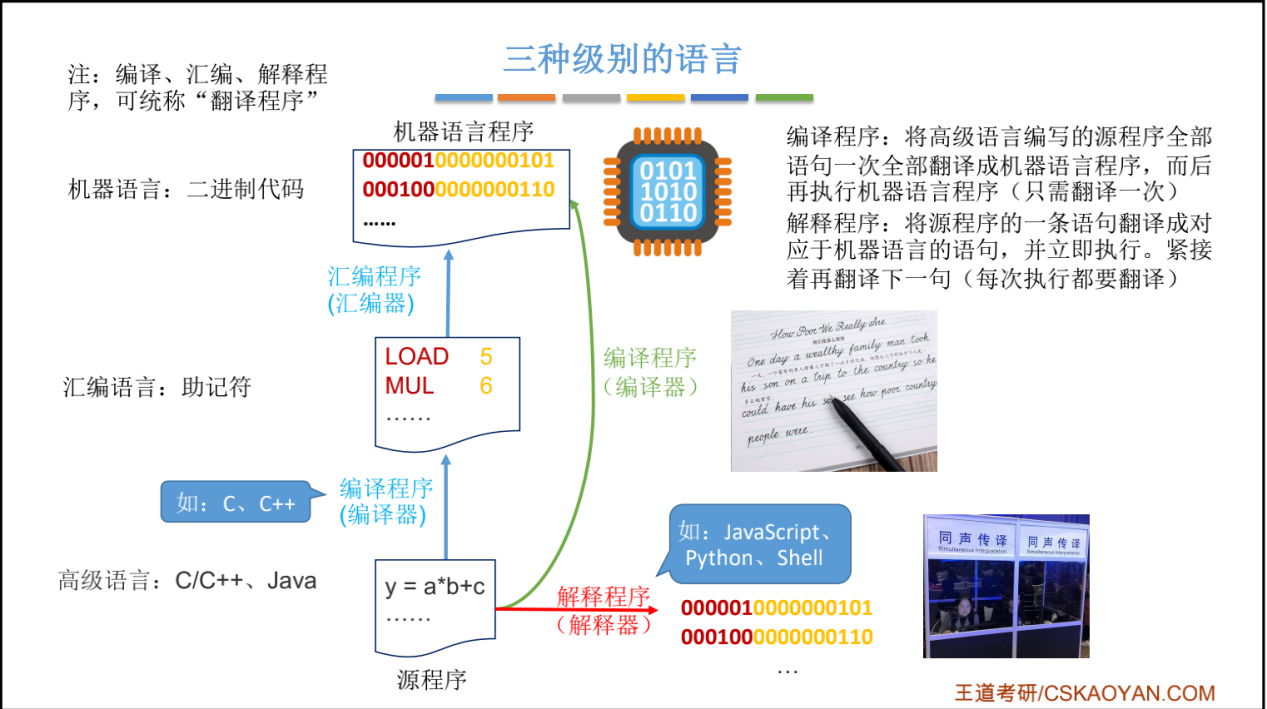 三种级别的语言
注：编译、汇编、解释程
序，可统称“翻译程序”
机器语言程序
0000010000000101
0001000000000110
......
机器语言：二进制代码
0101
1010
0110
编译程序：将高级语言编写的源程序全部
语句一次全部翻译成机器语言程序，而后
再执行机器语言程序（只需翻译一次）
解释程序：将源程序的一条语句翻译成对
应于机器语言的语句，并立即执行。紧接
着再翻译下一句（每次执行都要翻译）
汇编程序
(汇编器)
汇编语言：助记符
LOAD 5
MUL 6
......
编译程序
（编译器）
How Poor We Really Are
One day a wealthy family man took
his son on a trip to the country so he
could have his son see how poor country
people were.
如：C、C++
编译程序
(编译器)
高级语言：C/C++、Java
y = a*b+c
......
源程序
解释程序
（解释器）
如：JavaScript、
Python、Shell
0000010000000101
0001000000000110
...
同声传译
Simultaneous Interpretation
同声传译
Simultaneous Interpretation
王道考研/CSKAOYAN.COM